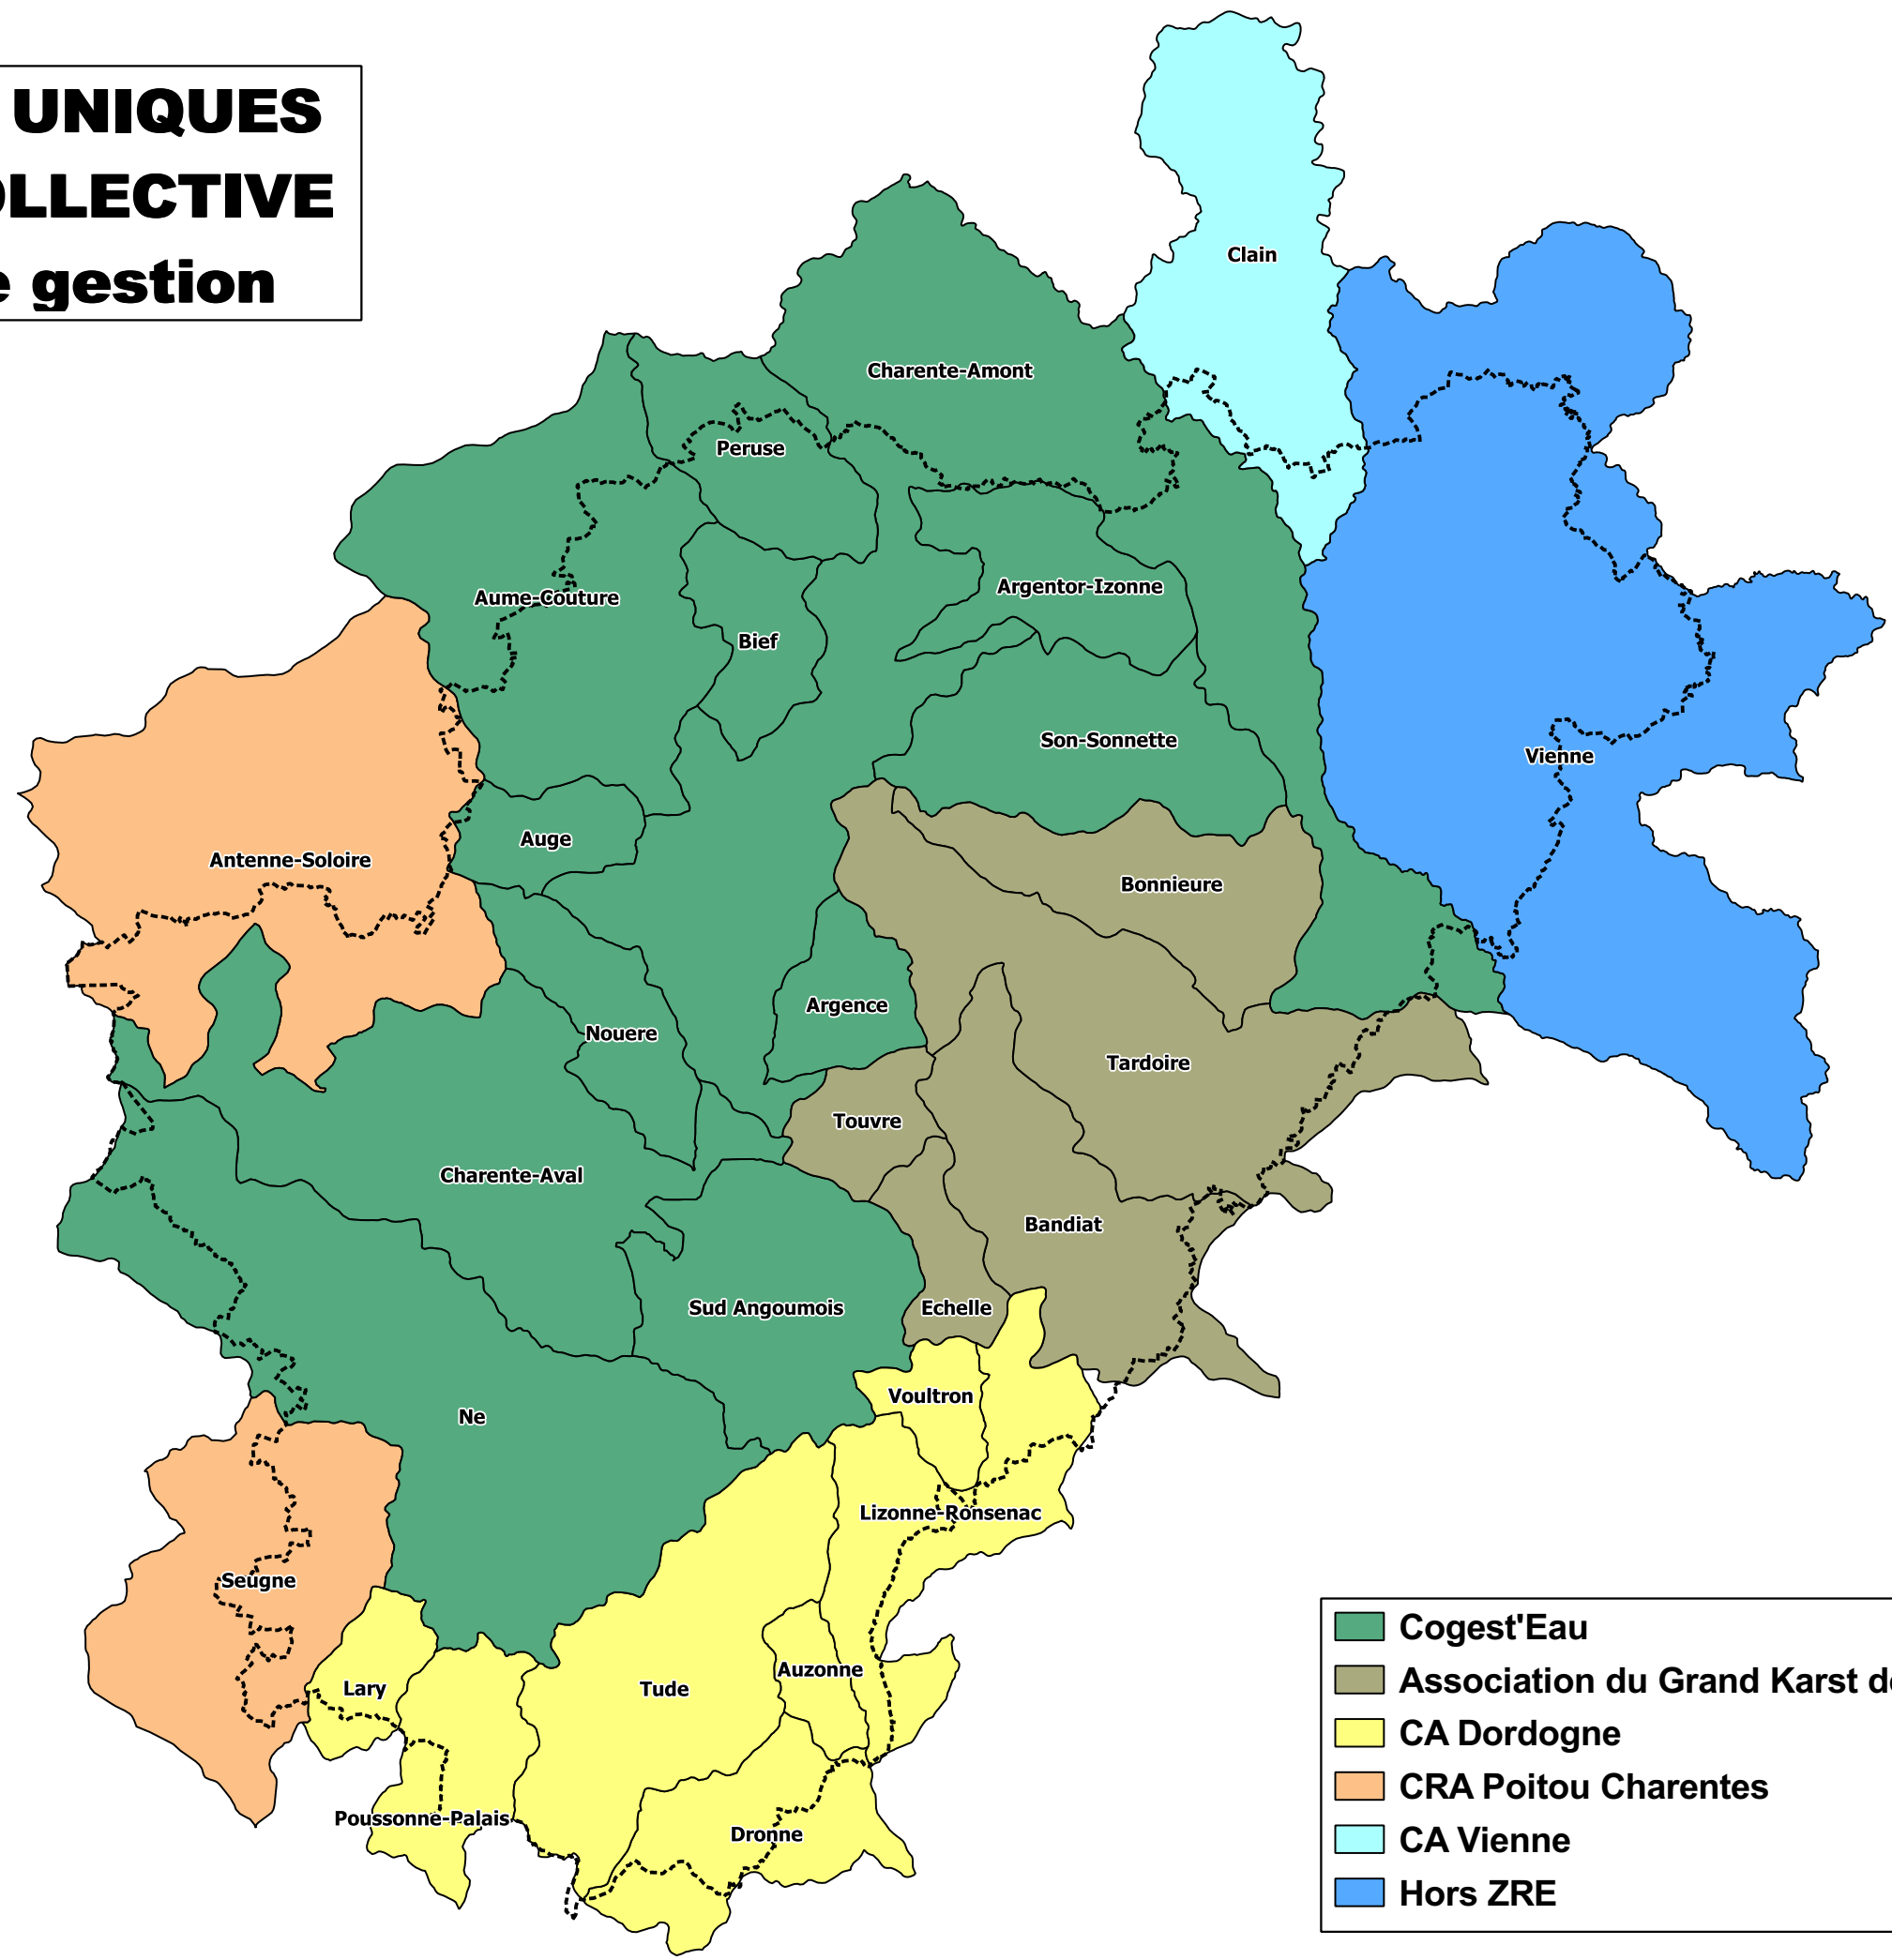 UNIQUES
OLLECTIVE
e gestion
Clain
Charente-Amont
Peruse
Argentor-Izonne
Aume-Couture
Bief
Son-Sonnette
Vienne
Auge
Antenne-Soloire
Bonnieure
Argence
Nouere
Tardoire
Touvre
Charente-Aval
Bandiat
Sud Angoumois
Echelle
Voultron
Ne
Lizonne-Ronsenac
Seugne
Auzonne
Lary
Tude
Poussonne-Palais
Dronne
Cogest'Eau
Association du Grand Karst de
CA Dordogne
CRA Poitou Charentes
CA Vienne
Hors ZRE